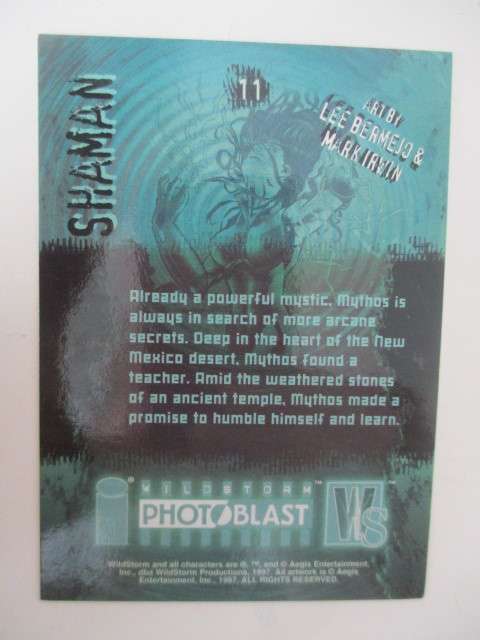 SHAMAN
11
ART BY
LEE BERMEJO &
MARK IRWIN
Already a powerful mystic, Mythos is
always in search of more arcane
secrets. Deep in the heart of the New
Mexico desert, Mythos found a
teacher. Amid the weathered stones
of an ancient temple, Mythos made a
promise to humble himself and learn.
WILDSTORM™
PHOTOBLAST
WS™
WildStorm and all characters are ®, ™, and © Aegis Entertainment,
Inc., dba WildStorm Productions, 1997. All artwork is © Aegis
Entertainment, Inc., 1997. ALL RIGHTS RESERVED.